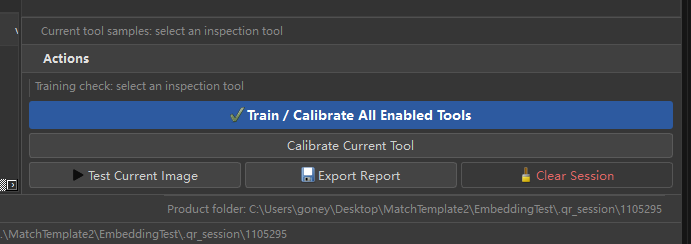 Current tool samples: select an inspection tool
Actions
Training check: select an inspection tool
✔ Train / Calibrate All Enabled Tools
Calibrate Current Tool
▶ Test Current Image
💾 Export Report
🧹 Clear Session
Product folder: C:\Users\goney\Desktop\MatchTemplate2\EmbeddingTest\.qr_session\1105295
.\MatchTemplate2\EmbeddingTest\.qr_session\1105295